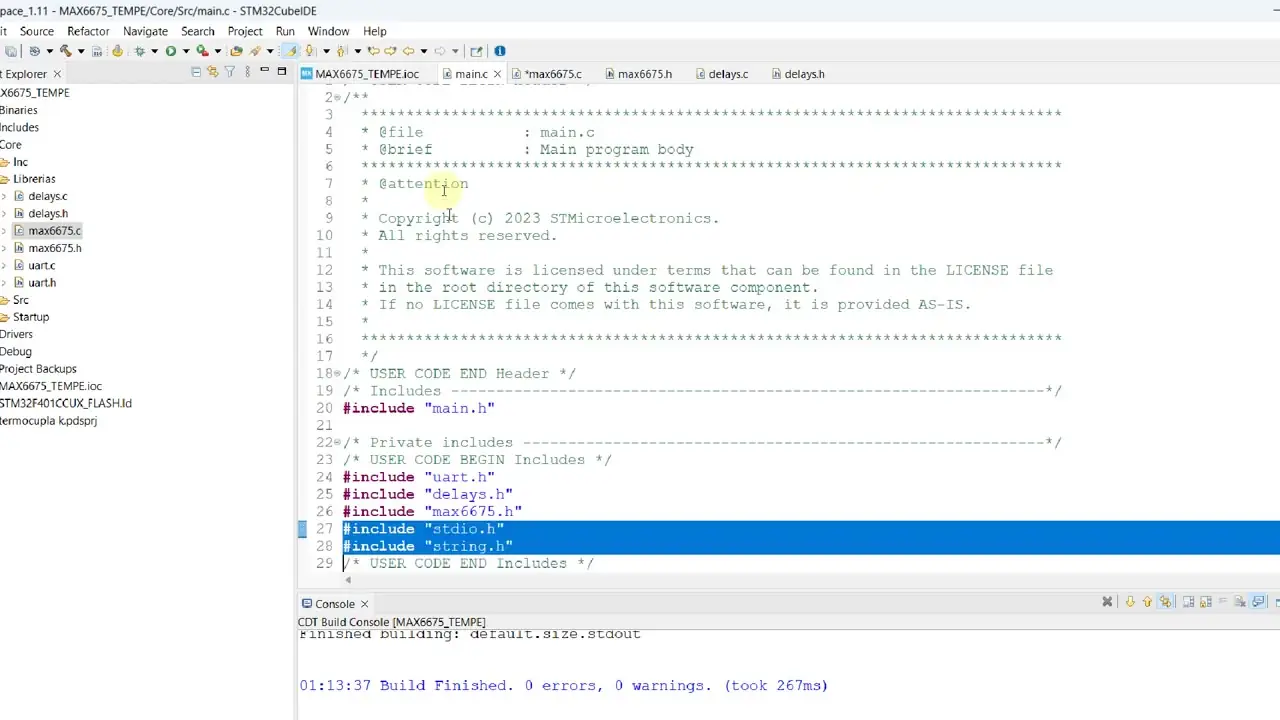 pace_1.11 - MAX6675_TEMPE/Core/Src/main.c - STM32CubeIDE
it Source Refactor Navigate Search Project Run Window Help
Explorer
MAX6675_TEMPE.ioc main.c *max6675.c max6675.h delays.c delays.h
X6675_TEMPE
Binaries
Includes
Core
Inc
Librerias
delays.c
delays.h
max6675.c
max6675.h
uart.c
uart.h
Src
Startup
Drivers
Debug
Project Backups
MAX6675_TEMPE.ioc
STM32F401CCUX_FLASH.ld
termocupla k.pdsprj
2 /**
3 ******************************************************************************
4 * @file : main.c
5 * @brief : Main program body
6 ******************************************************************************
7 * @attention
8 *
9 * Copyright (c) 2023 STMicroelectronics.
10 * All rights reserved.
11 *
12 * This software is licensed under terms that can be found in the LICENSE file
13 * in the root directory of this software component.
14 * If no LICENSE file comes with this software, it is provided AS-IS.
15 *
16 ******************************************************************************
17 */
18 /* USER CODE END Header */
19 /* Includes ------------------------------------------------------------------*/
20 #include "main.h"
21
22 /* Private includes ----------------------------------------------------------*/
23 /* USER CODE BEGIN Includes */
24 #include "uart.h"
25 #include "delays.h"
26 #include "max6675.h"
27 #include "stdio.h"
28 #include "string.h"
29 /* USER CODE END Includes */
Console
CDT Build Console [MAX6675_TEMPE]
Finished building: default.size.stdout
01:13:37 Build Finished. 0 errors, 0 warnings. (took 267ms)